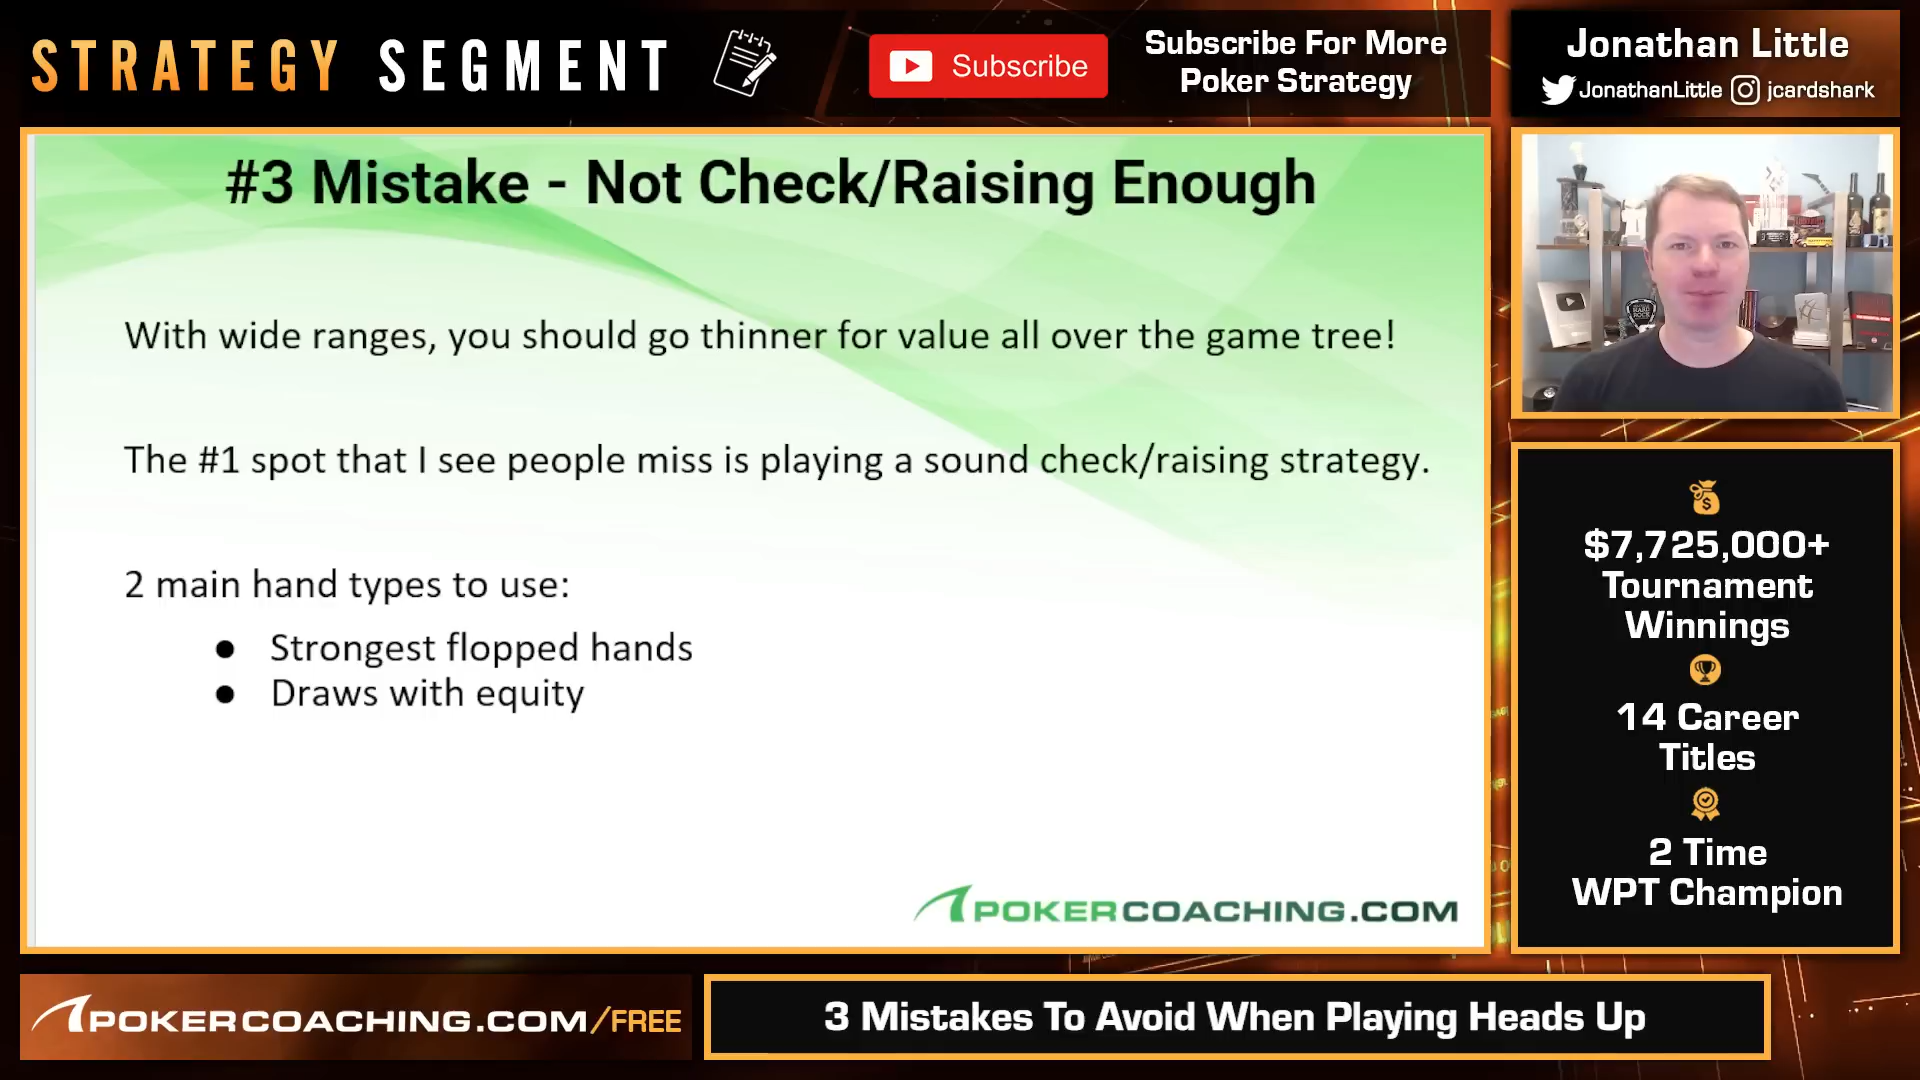 STRATEGY SEGMENT
Subscribe
Subscribe For More
Poker Strategy
Jonathan Little
JonathanLittle jcardshark
#3 Mistake - Not Check/Raising Enough
With wide ranges, you should go thinner for value all over the game tree!
The #1 spot that I see people miss is playing a sound check/raising strategy.
2 main hand types to use:
● Strongest flopped hands
● Draws with equity
POKERCOACHING.COM
$7,725,000+
Tournament
Winnings
14 Career
Titles
2 Time
WPT Champion
POKERCOACHING.COM/FREE
3 Mistakes To Avoid When Playing Heads Up